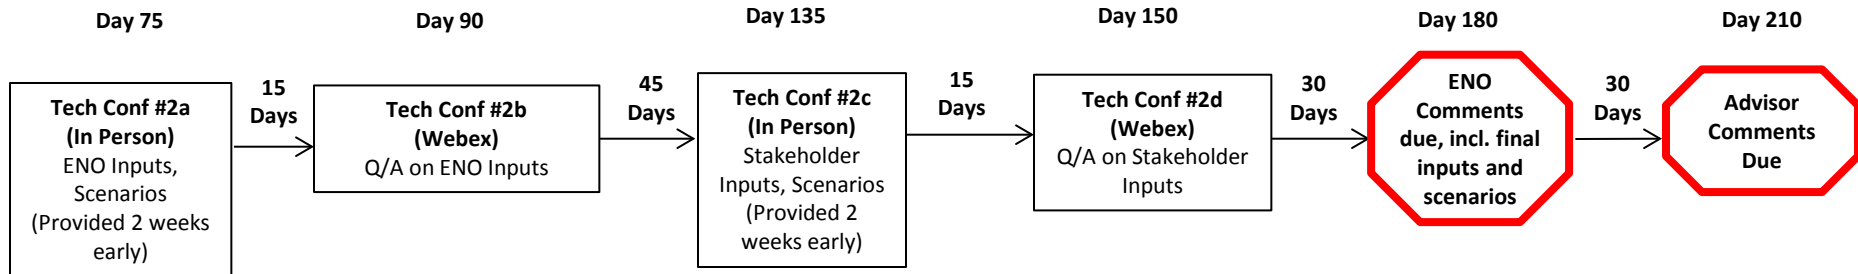 Day 75
Day 90
Day 135
Day 150
Day 180
Day 210
Tech Conf #2a
(In Person)
ENO Inputs,
Scenarios
(Provided 2 weeks
early)
15
Days
Tech Conf #2b
(Webex)
Q/A on ENO Inputs
45
Days
Tech Conf #2c
(In Person)
Stakeholder
Inputs, Scenarios
(Provided 2
weeks early)
15
Days
Tech Conf #2d
(Webex)
Q/A on Stakeholder
Inputs
30
Days
ENO
Comments
due, incl. final
inputs and
scenarios
30
Days
Advisor
Comments
Due